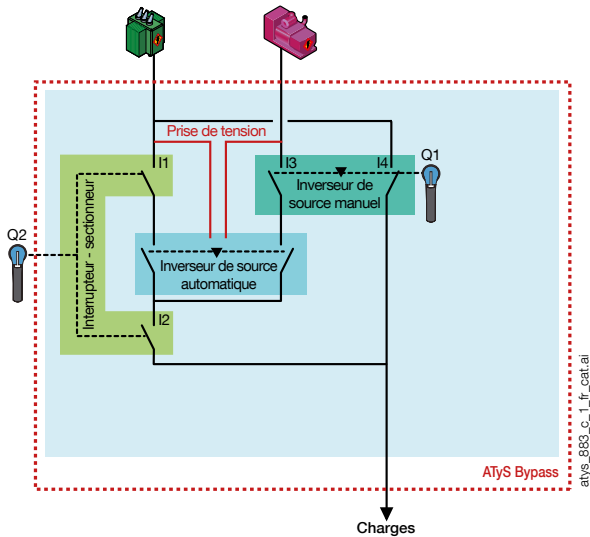 Prise de tension
I1
I3
I4
Q1
Inverseur de
source manuel
Q2
Interrupteur - sectionneur
Inverseur de source
automatique
I2
ATyS Bypass
atys_883_c_1_fr_cat.ai
Charges